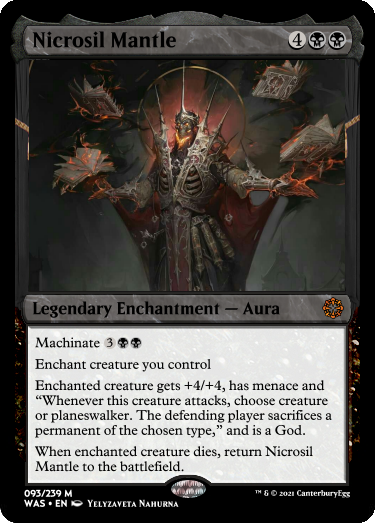 Nicrosil Mantle 4
Legendary Enchantment — Aura
Machinate 3
Enchant creature you control
Enchanted creature gets +4/+4, has menace and
“Whenever this creature attacks, choose creature
or planeswalker. The defending player sacrifices a
permanent of the chosen type,” and is a God.
When enchanted creature dies, return Nicrosil
Mantle to the battlefield.
093/239 M
WAS • EN Yelyzaveta Nahurna
™ & © 2021 CanterburyEgg